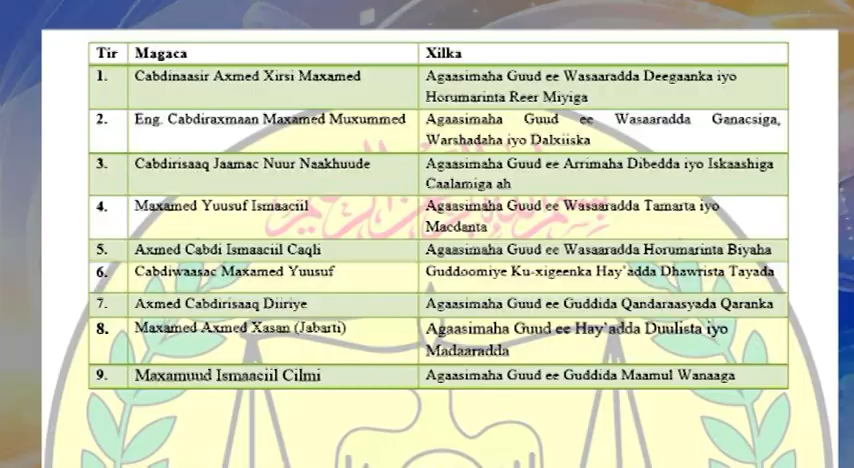 Tir Magaca Xilka
1. Cabdinaasir Axmed Xirsi Maxamed Agaasimaha Guud ee Wasaaradda Deegaanka iyo
Horumarinta Reer Miyiga
2. Eng. Cabdiraxmaan Maxamed Muxummed Agaasimaha Guud ee Wasaaradda Ganacsiga,
Warshadaha iyo Dalxiiska
3. Cabdirisaaq Jaamac Nuur Naakhuude Agaasimaha Guud ee Arrimaha Dibedda iyo Iskaashiga
Caalamiga ah
4. Maxamed Yuusuf Ismaaciil Agaasimaha Guud ee Wasaaradda Tamarta iyo
Macdanta
5. Axmed Cabdi Ismaaciil Caqli Agaasimaha Guud ee Wasaaradda Horumarinta Biyaha
6. Cabdiwaasac Maxamed Yuusuf Guddoomiye Ku-xigeenka Hay'adda Dhawrista Tayada
7. Axmed Cabdirisaaq Diiriye Agaasimaha Guud ee Guddida Qandaraasyada Qaranka
8. Maxamed Axmed Xasan (Jabarti) Agaasimaha Guud ee Hay'adda Duulista iyo
Madaaradda
9. Maxamuud Ismaaciil Cilmi Agaasimaha Guud ee Guddida Maamul Wanaaga